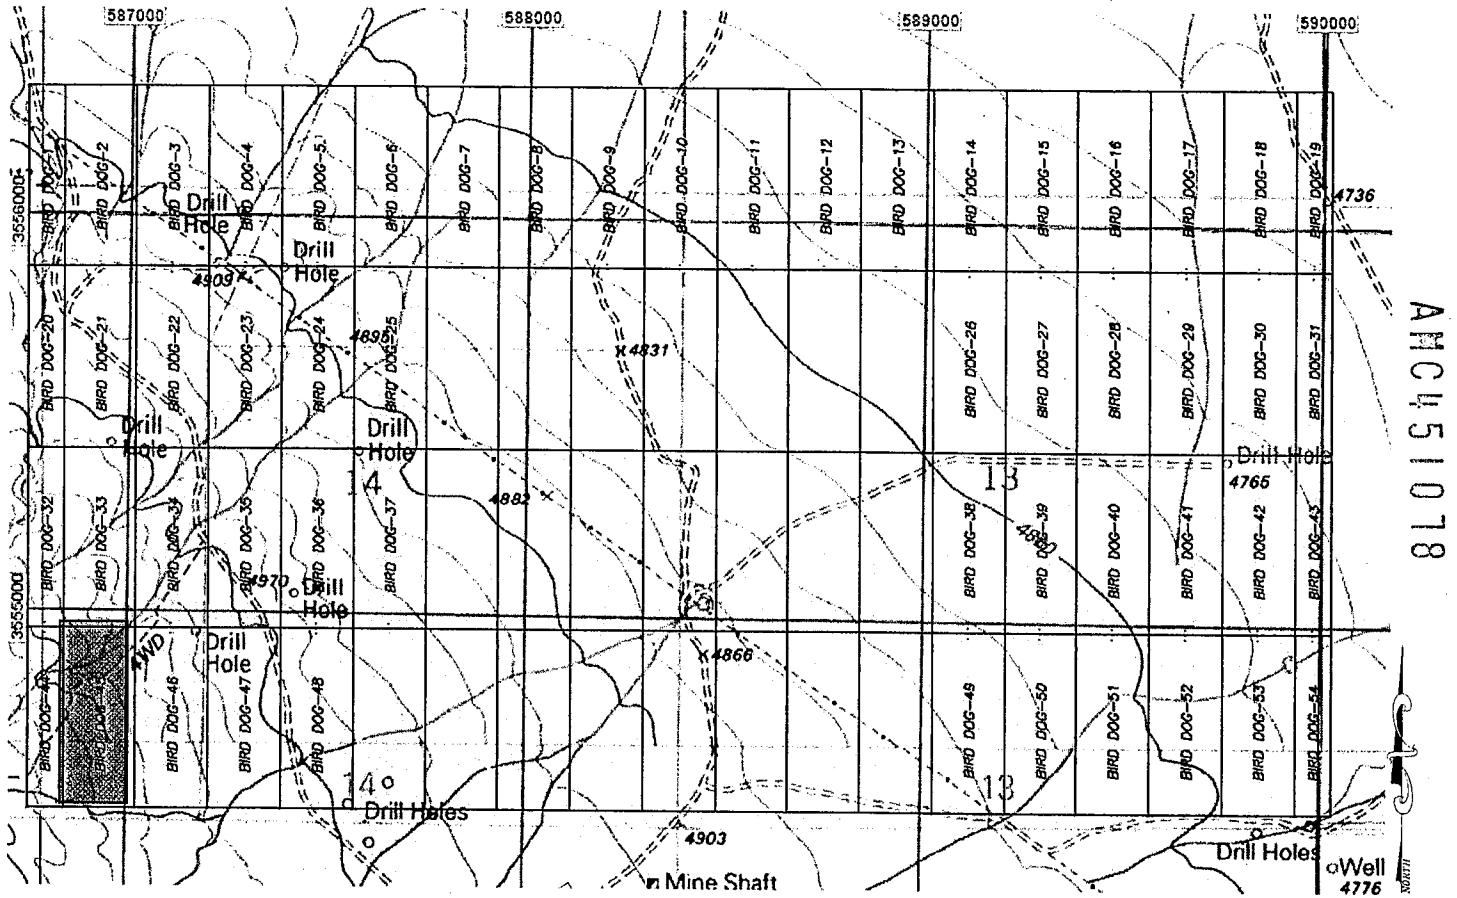 587000
588000
589000
590000
BIRD DOG-1
BIRD DOG-2
BIRD DOG-3
BIRD DOG-4
BIRD DOG-5
BIRD DOG-6
BIRD DOG-7
BIRD DOG-8
BIRD DOG-9
BIRD DOG-10
BIRD DOG-11
BIRD DOG-12
BIRD DOG-13
BIRD DOG-14
BIRD DOG-15
BIRD DOG-16
BIRD DOG-17
BIRD DOG-18
BIRD DOG-19
4736
3556000
Drill
Hole
Drill
Hole
4909
BIRD DOG-20
BIRD DOG-21
BIRD DOG-22
BIRD DOG-23
BIRD DOG-24
4895
BIRD DOG-25
4831
BIRD DOG-26
BIRD DOG-27
BIRD DOG-28
BIRD DOG-29
BIRD DOG-30
BIRD DOG-31
AMC451078
Drill
Hole
Drill
Hole
14
4882
13
Drill Hole
4765
BIRD DOG-32
BIRD DOG-33
BIRD DOG-34
BIRD DOG-35
BIRD DOG-36
BIRD DOG-37
BIRD DOG-38
BIRD DOG-39
BIRD DOG-40
BIRD DOG-41
BIRD DOG-42
BIRD DOG-43
4970
Drill
Hole
3555000
4WD
Drill
Hole
4866
BIRD DOG-46
BIRD DOG-47
BIRD DOG-48
BIRD DOG-49
BIRD DOG-50
BIRD DOG-51
BIRD DOG-52
BIRD DOG-53
BIRD DOG-54
14
13
Drill Holes
4903
Mine Shaft
Drill Holes
Well
4776
NORTH